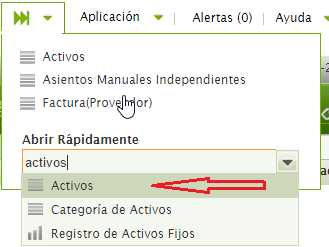 Aplicación Alertas (0) Ayuda
Activos
Asientos Manuales Independientes
Factura(Proveedor)
Abrir Rápidamente
activos
Activos
Categoría de Activos
Registro de Activos Fijos